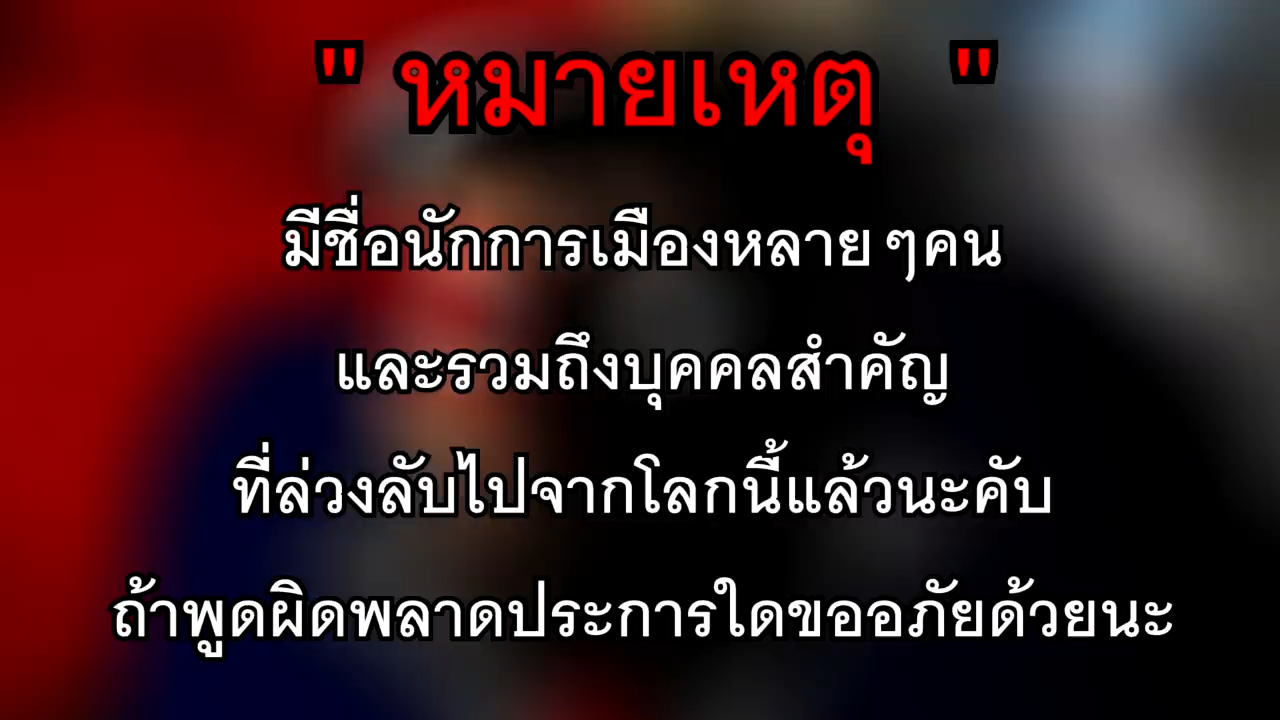 " หมายเหตุ "
มีชื่อนักการเมืองหลายๆคน
และรวมถึงบุคคลสำคัญ
ที่ล่วงลับไปจากโลกนี้แล้วนะคับ
ถ้าพูดผิดพลาดประการใดขออภัยด้วยนะ